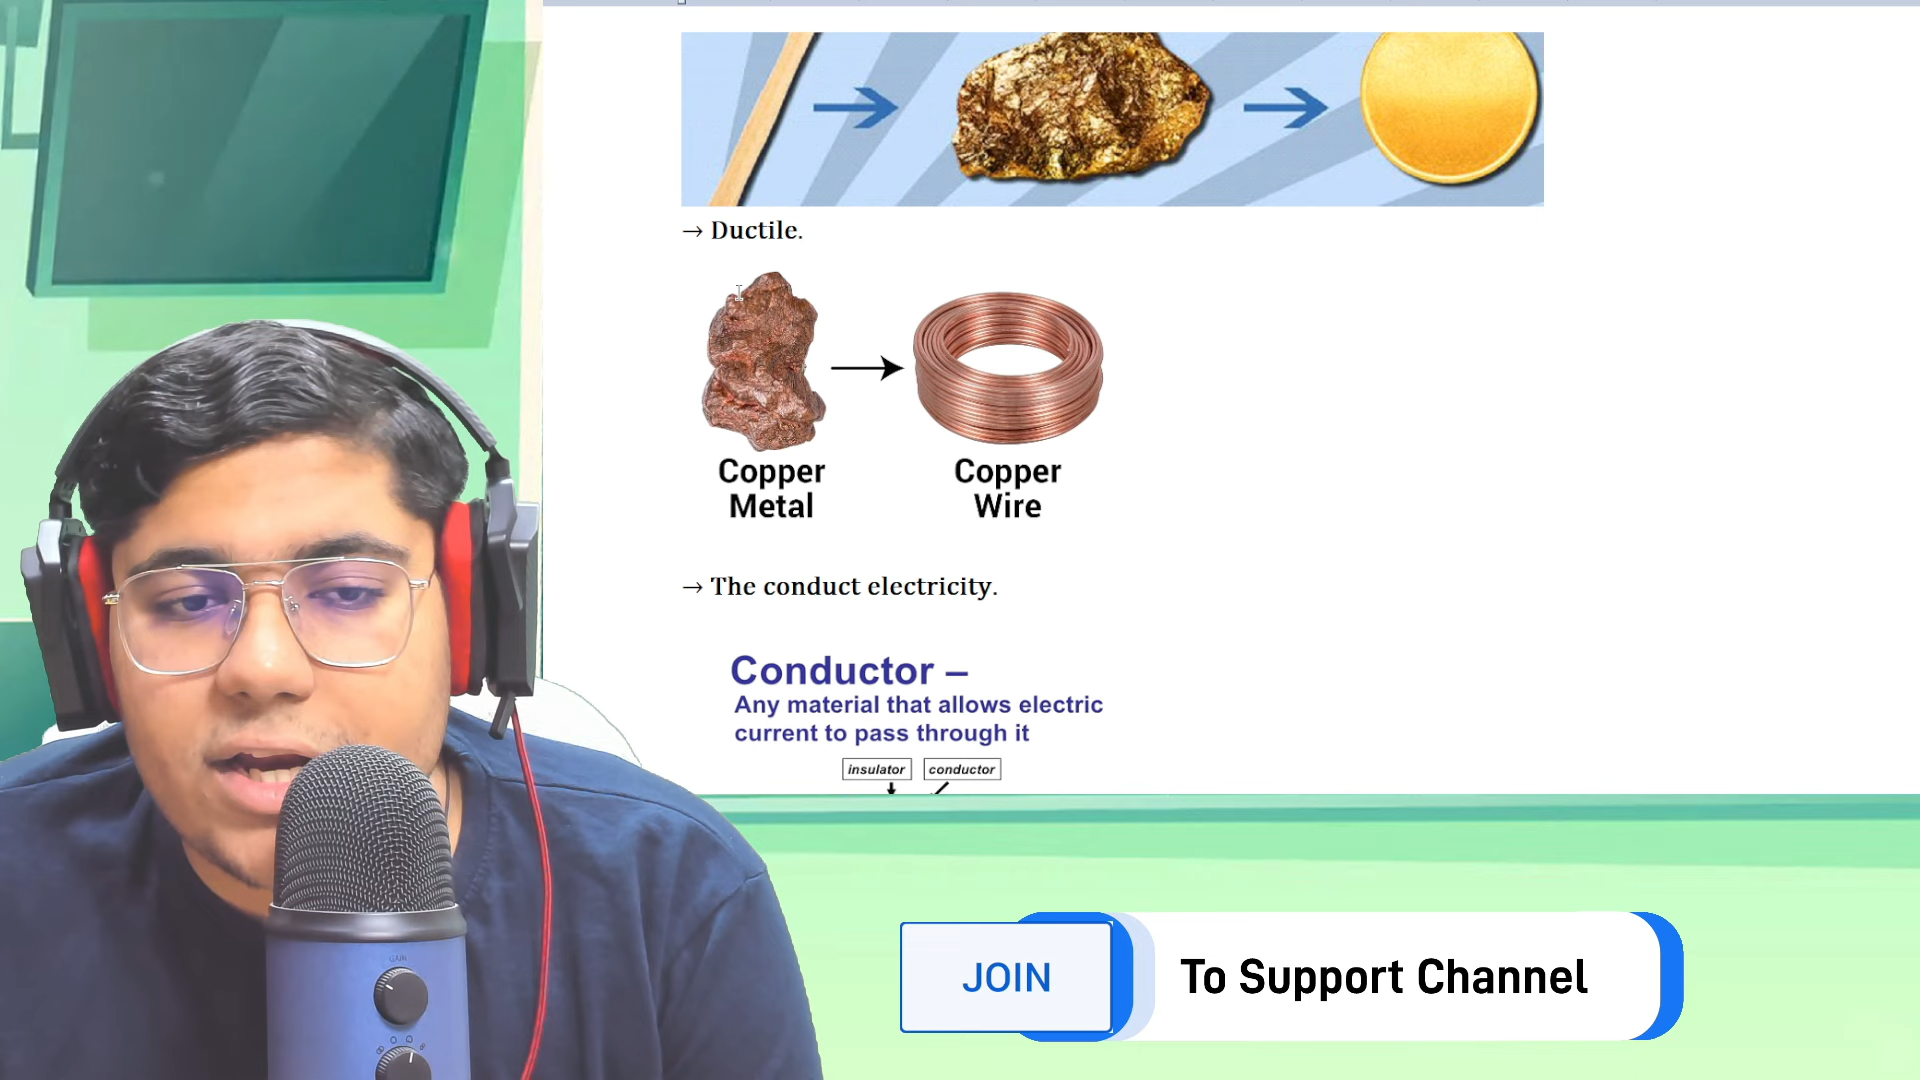 → Ductile.
Copper Copper
Metal Wire
→ The conduct electricity.
Conductor –
Any material that allows electric
current to pass through it
insulator conductor
JOIN To Support Channel
GAIN